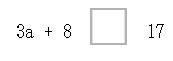 3a + 8 □ 17